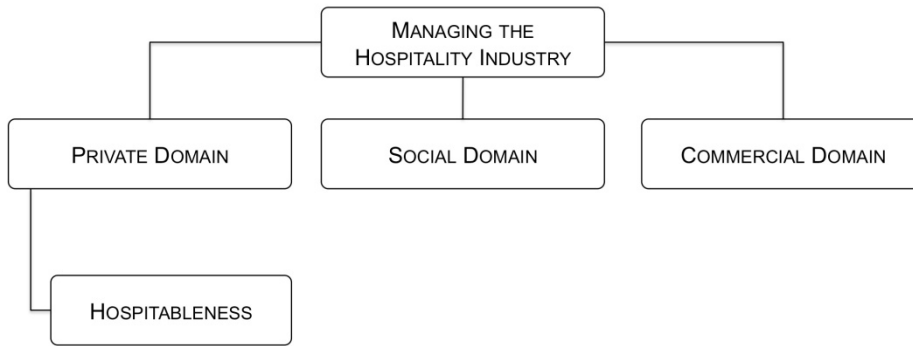 MANAGING THE
HOSPITALITY INDUSTRY
PRIVATE DOMAIN
SOCIAL DOMAIN
COMMERCIAL DOMAIN
HOSPITABLENESS